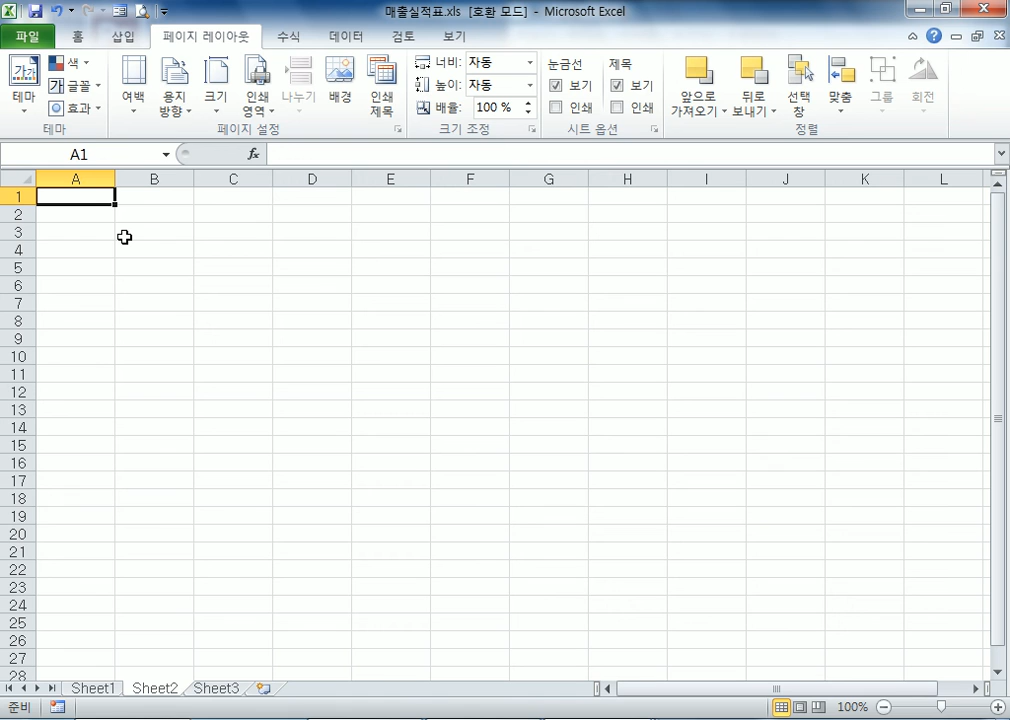 매출실적표.xls [호환 모드] - Microsoft Excel
파일 홈 삽입 페이지 레이아웃 수식 데이터 검토 보기
테마 색 글꼴 효과
여백 용지 방향 크기 인쇄 영역 나누기 배경 인쇄 제목
너비: 자동
높이: 자동
배율: 100 %
눈금선 제목
보기 보기
인쇄 인쇄
앞으로 가져오기 뒤로 보내기 선택 창 맞춤 그룹 회전
테마 페이지 설정 크기 조정 시트 옵션 정렬
A1 fx
A B C D E F G H I J K L
1
2
3
4
5
6
7
8
9
10
11
12
13
14
15
16
17
18
19
20
21
22
23
24
25
26
27
28
Sheet1 Sheet2 Sheet3
준비 100%